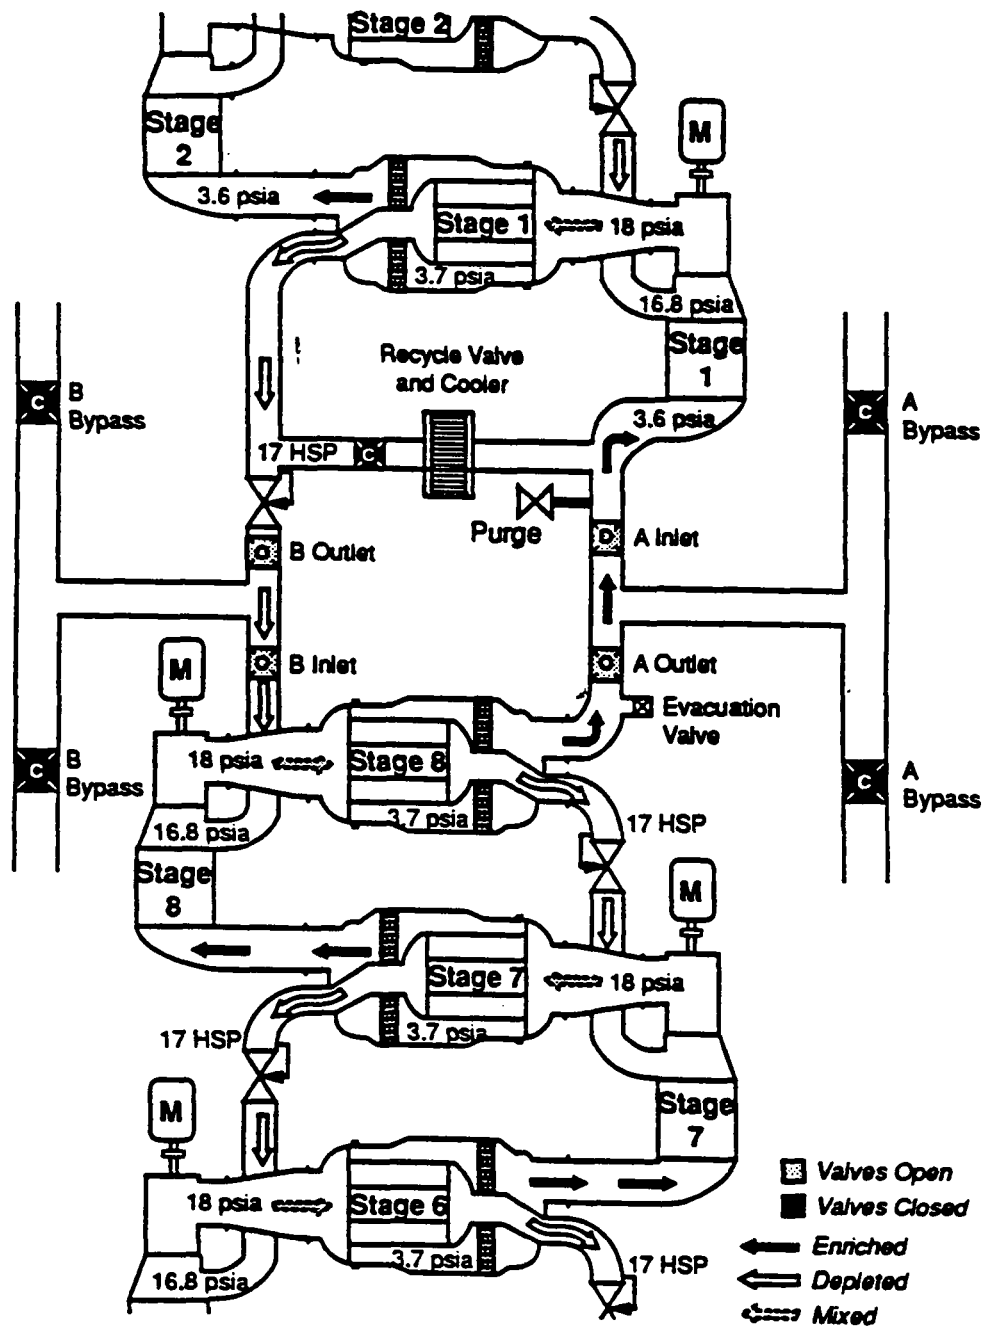 Stage 2
M
Stage
2
3.6 psia
Stage 1
18 psia
3.7 psia
16.8 psia
Stage
1
Recycle Valve
and Cooler
C
B
Bypass
C
A
Bypass
3.6 psia
17 HSP
C
Purge
A Inlet
O
B Outlet
M
O
B Inlet
O
A Outlet
Evacuation
Valve
18 psia
Stage 8
C
B
Bypass
C
A
Bypass
3.7 psia
17 HSP
16.8 psia
Stage
8
M
Stage 7
18 psia
3.7 psia
17 HSP
M
Stage
7
18 psia
Stage 6
3.7 psia
16.8 psia
17 HSP
Valves Open
Valves Closed
Enriched
Depleted
Mixed